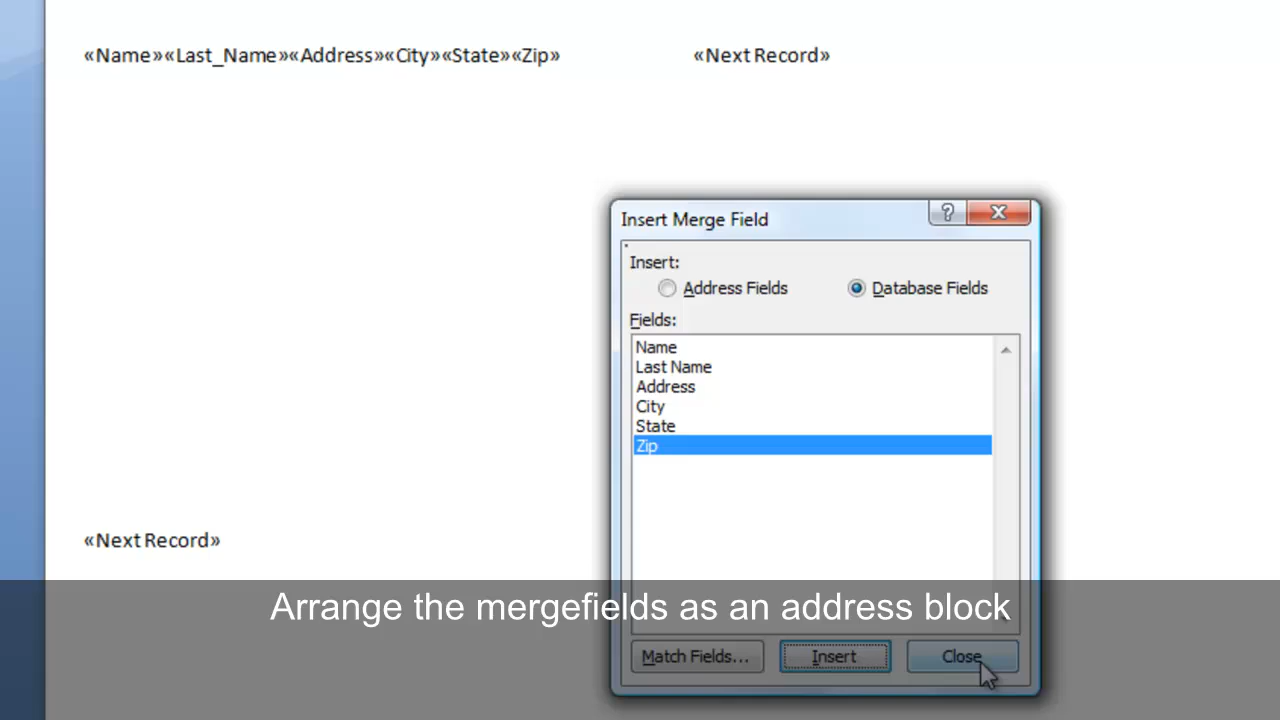 «Name»«Last_Name»«Address»«City»«State»«Zip»
«Next Record»
Insert Merge Field
?
Insert:
Address Fields
Database Fields
Fields:
Name
Last Name
Address
City
State
Zip
«Next Record»
Arrange the mergefields as an address block
Match Fields...
Insert
Close